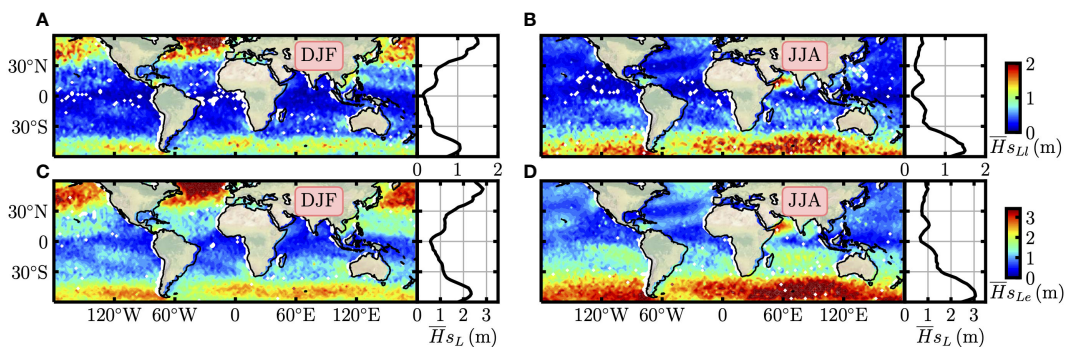 A
B
DJF
JJA
30°N
0
30°S
0 1 2
0 1 2
2
1
0
H̅s_Ll (m)
C
D
DJF
JJA
30°N
0
30°S
120°W 60°W 0 60°E 120°E
0 1 2 3
H̅s_L (m)
120°W 60°W 0 60°E 120°E
0 1 2 3
H̅s_L (m)
3
2
1
0
H̅s_Le (m)